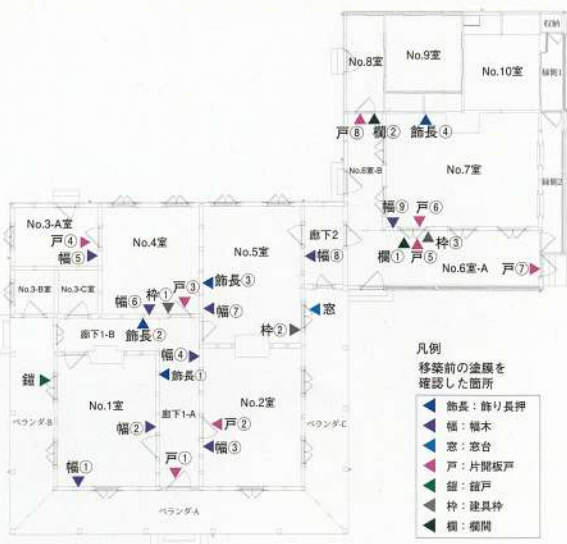 収納
No.8室
No.9室
No.10室
縁側1
戸⑧
欄②
飾長④
No.7室
No.6室-B
縁側2
幅⑨
戸⑥
No.3-A室
戸④
幅⑤
No.4室
No.5室
廊下2
幅⑧
欄①
戸⑤
枠③
No.6室-A
戸⑦
No.3-B室
No.3-C室
幅⑥
枠①
戸③
飾長③
幅⑦
窓
廊下1-B
飾長②
枠②
幅④
鎧
飾長①
ベランダ-B
No.1室
廊下1-A
No.2室
ベランダ-C
幅②
戸②
幅③
幅①
戸①
ベランダ-A
凡例
移築前の塗膜を
確認した箇所
飾長：飾り長押
幅：幅木
窓：窓台
戸：片開板戸
鎧：鎧戸
枠：建具枠
欄：欄間